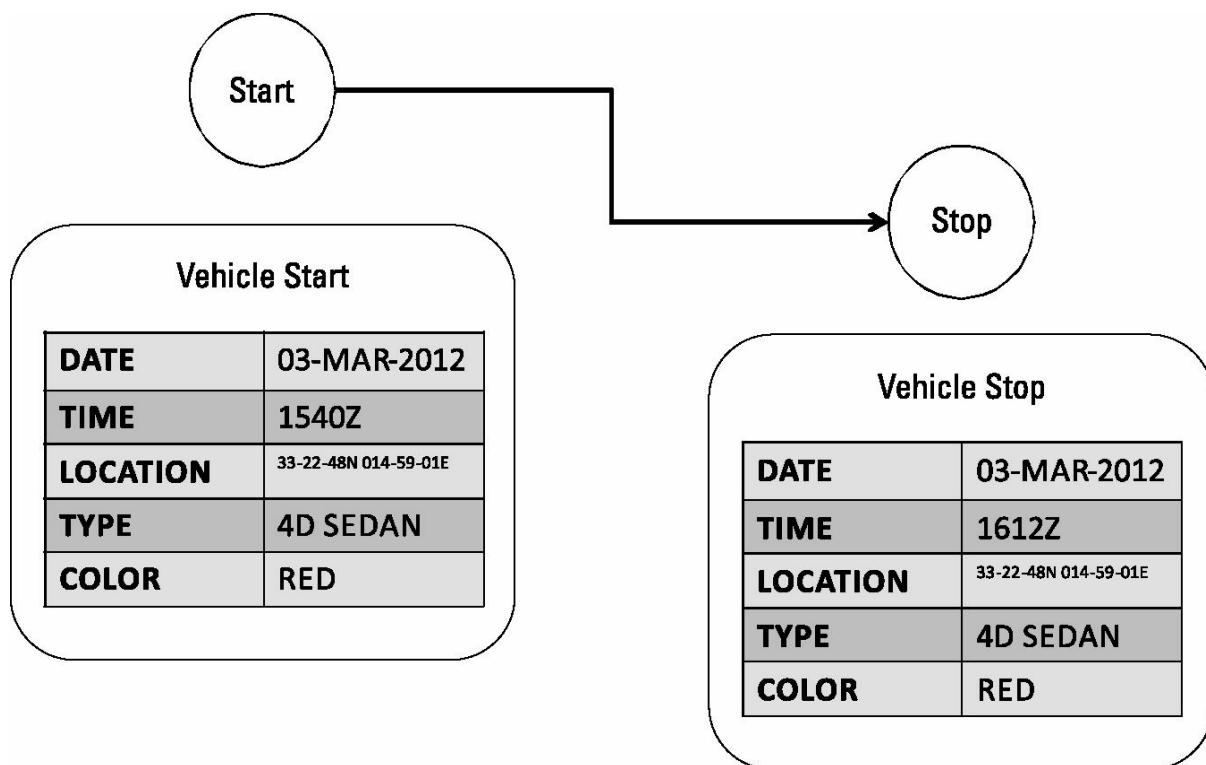 Start
Stop
Vehicle Start
DATE 03-MAR-2012
TIME 1540Z
LOCATION 33-22-48N 014-59-01E
TYPE 4D SEDAN
COLOR RED
Vehicle Stop
DATE 03-MAR-2012
TIME 1612Z
LOCATION 33-22-48N 014-59-01E
TYPE 4D SEDAN
COLOR RED